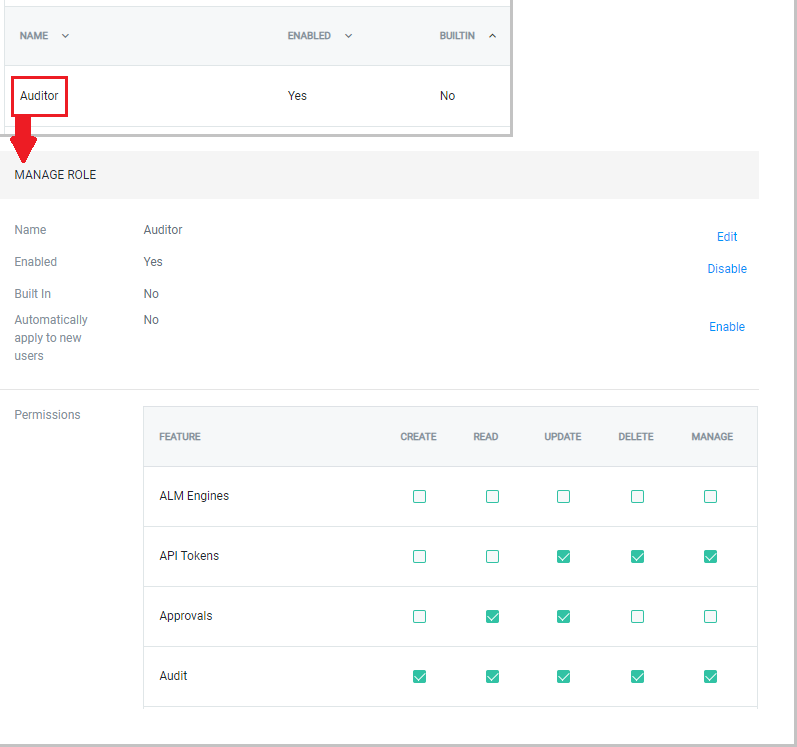 NAME ENABLED BUILTIN
Auditor Yes No
MANAGE ROLE
Name Auditor Edit
Enabled Yes Disable
Built In No
Automatically apply to new users No Enable
Permissions
FEATURE CREATE READ UPDATE DELETE MANAGE
ALM Engines
API Tokens
Approvals
Audit